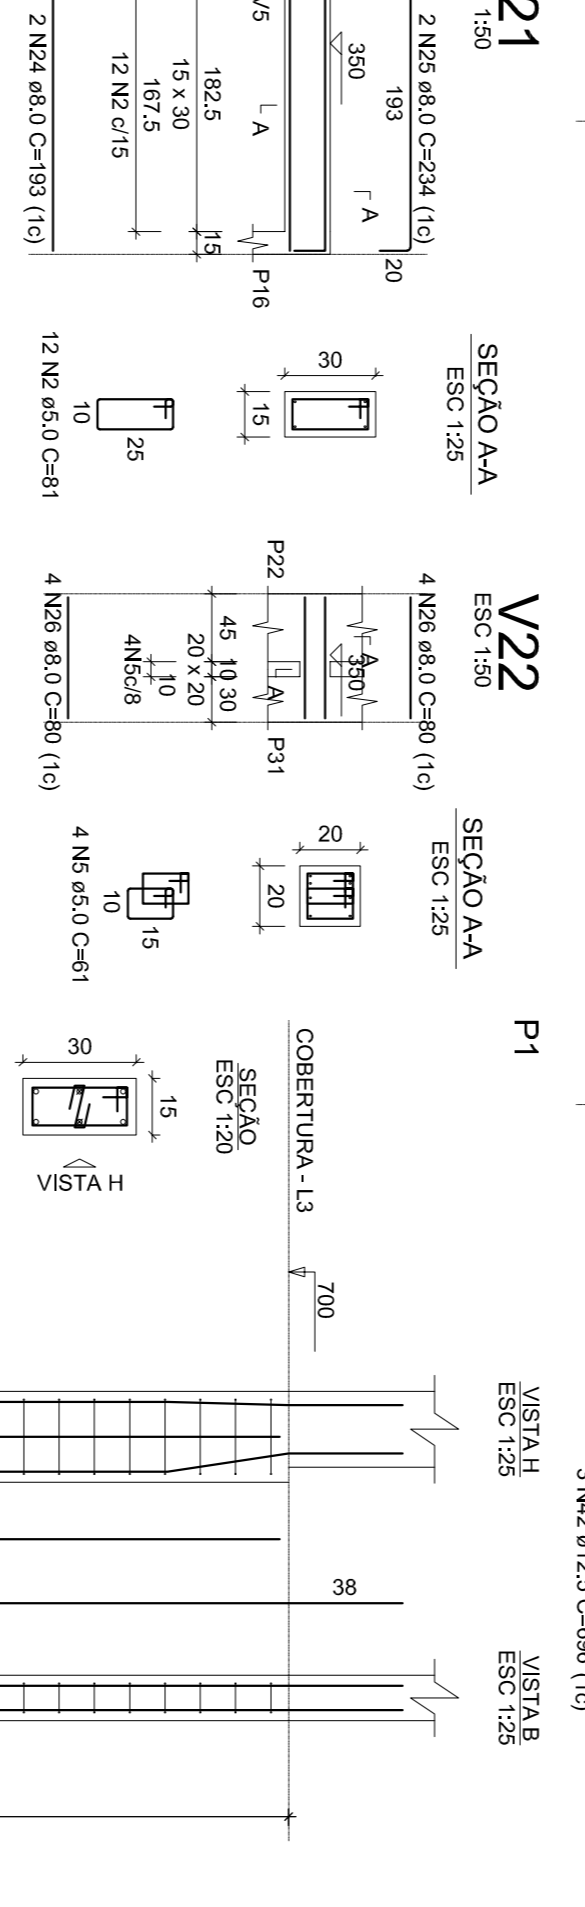 21
1:50
2 N25 ø8.0 C=234 (1c)
193
20
350
A
A
P16
182.5
15
15 x 30
167.5
12 N2 c/15
2 N24 ø8.0 C=193 (1c)
SEÇÃO A-A
ESC 1:25
30
15
25
10
12 N2 ø5.0 C=81
V22
ESC 1:50
4 N26 ø8.0 C=80 (1c)
A
350
A
P22
P31
45 10 30
20 x 20
10
4N5c/8
4 N26 ø8.0 C=80 (1c)
SEÇÃO A-A
ESC 1:25
20
20
15
10
4 N5 ø5.0 C=61
P1
COBERTURA - L3
700
SEÇÃO
ESC 1:20
15
30
VISTA H
VISTA H
ESC 1:25
38
VISTA B
ESC 1:25